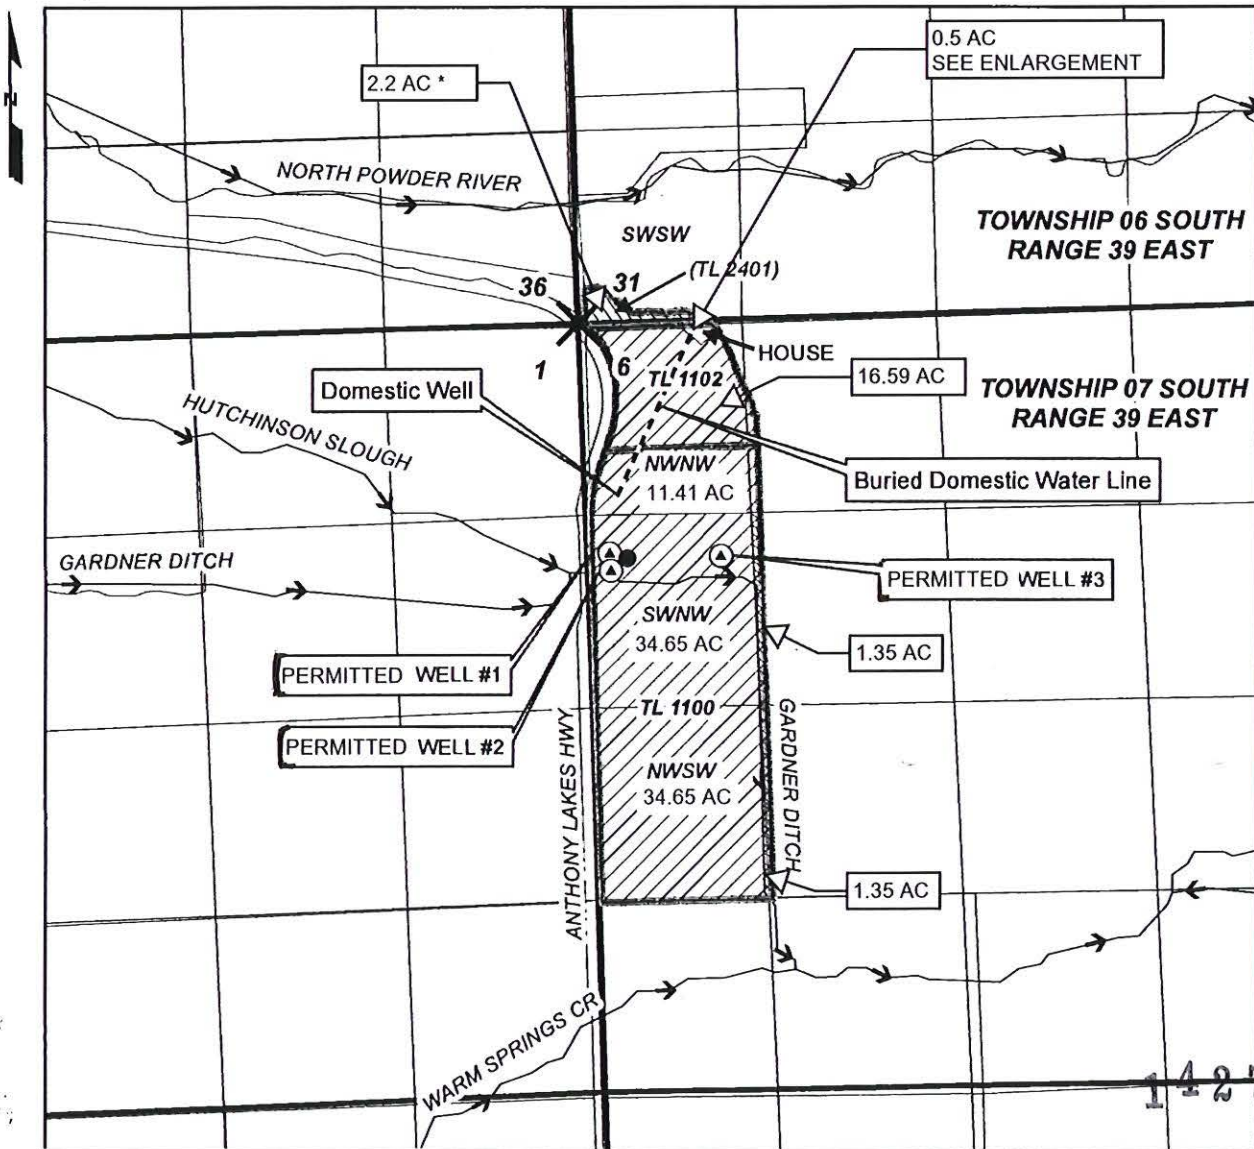 N
0.5 AC
SEE ENLARGEMENT
2.2 AC *
NORTH POWDER RIVER
TOWNSHIP 06 SOUTH
RANGE 39 EAST
SWSW
36
31
(TL 2401)
HOUSE
1
6
TL 1102
16.59 AC
TOWNSHIP 07 SOUTH
RANGE 39 EAST
Domestic Well
HUTCHINSON SLOUGH
NWNW
11.41 AC
Buried Domestic Water Line
GARDNER DITCH
PERMITTED WELL #3
SWNW
34.65 AC
1.35 AC
PERMITTED WELL #1
TL 1100
PERMITTED WELL #2
NWSW
34.65 AC
ANTHONY LAKES HWY
GARDNER DITCH
1.35 AC
WARM SPRINGS CR
142